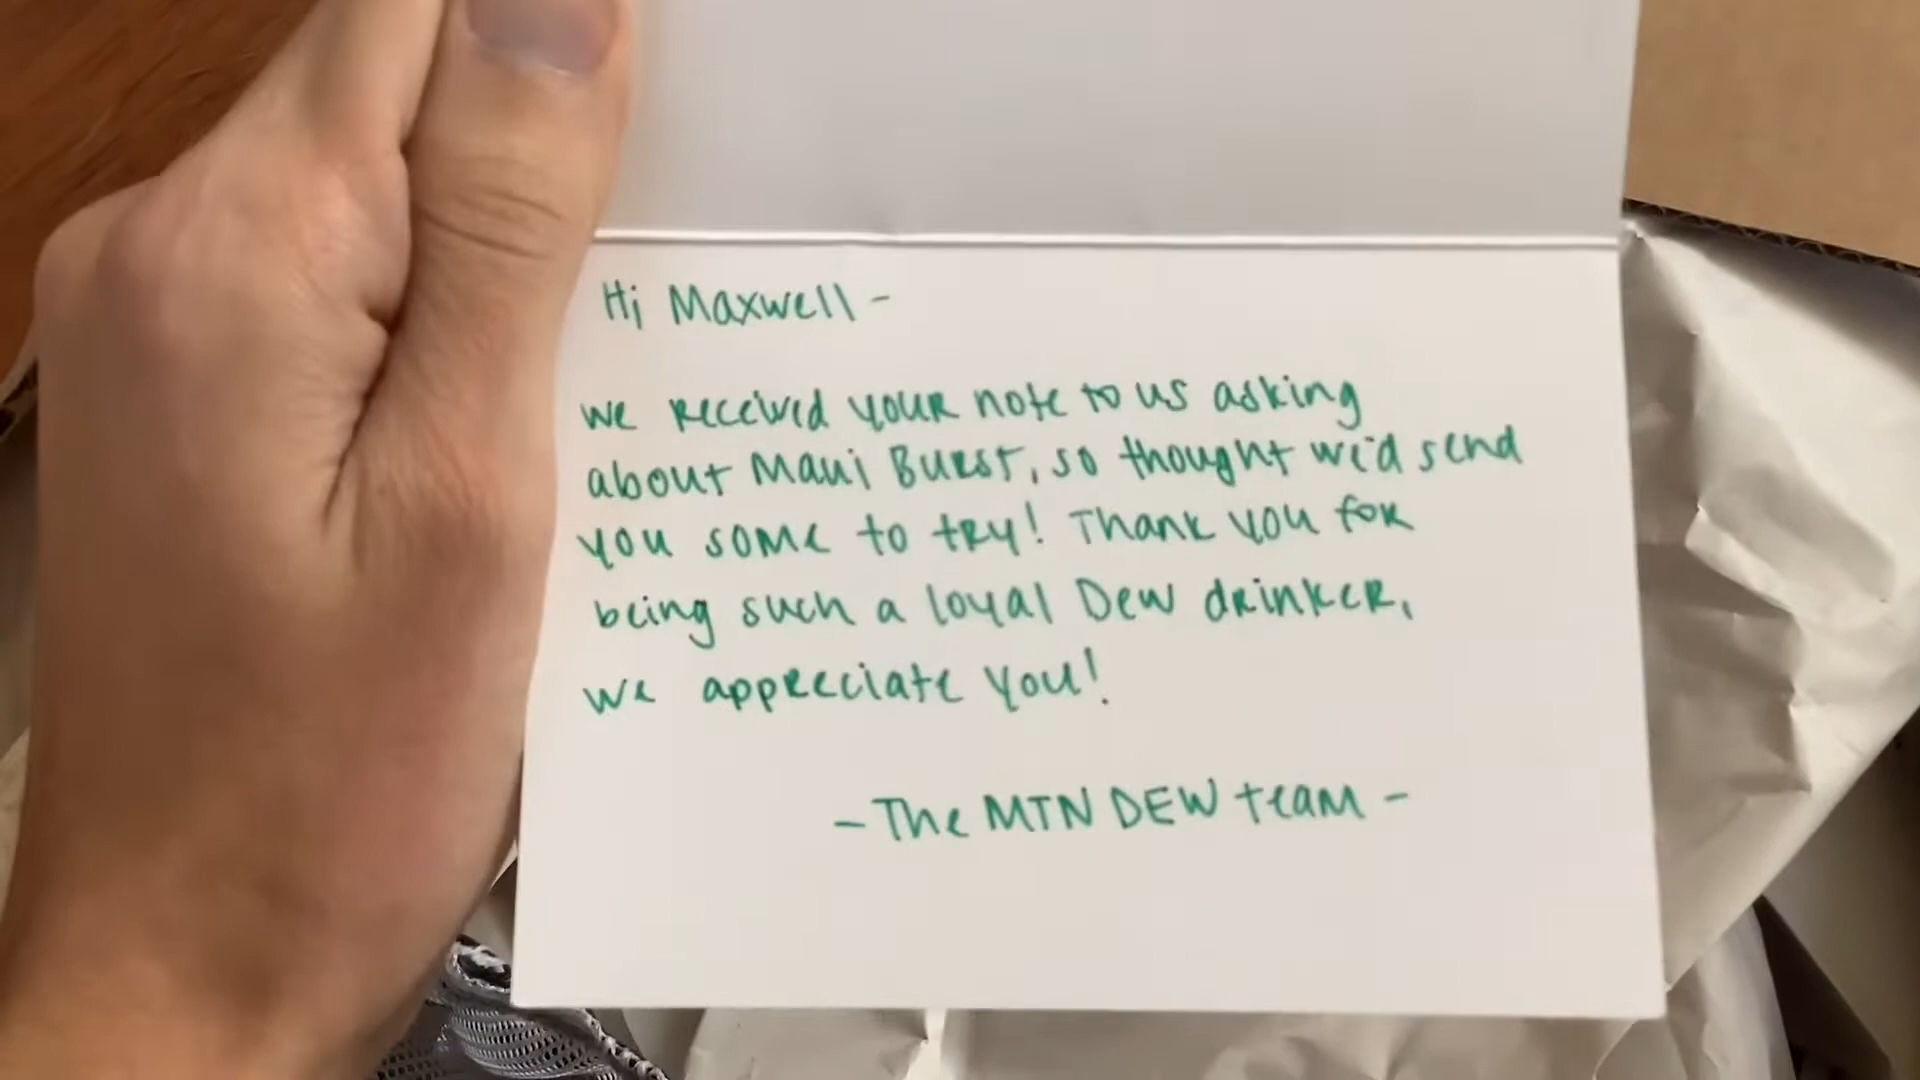 Hi Maxwell -
we received your note to us asking
about Maui Burst, so thought we'd send
you some to try! Thank you for
being such a loyal Dew drinker,
we appreciate you!
- The MTN DEW team -